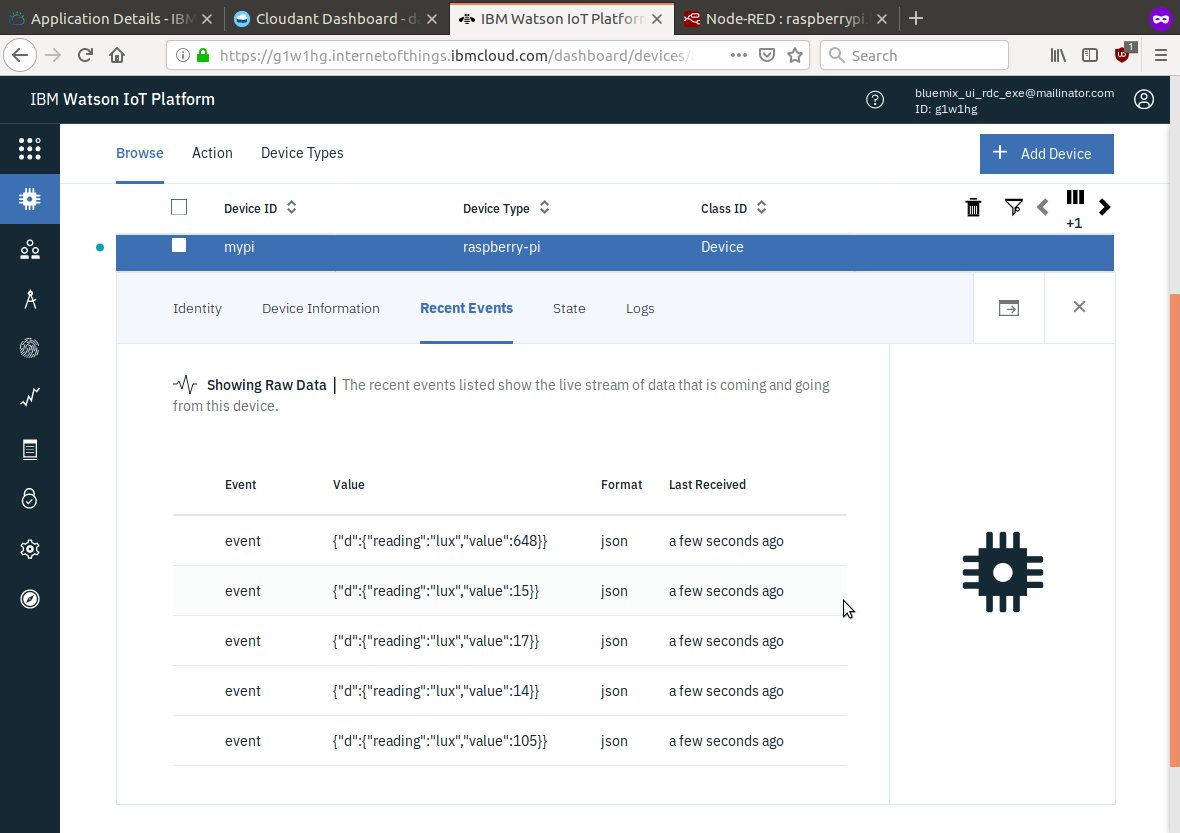 Application Details - IBM
Cloudant Dashboard - da
IBM Watson IoT Platform
Node-RED : raspberrypi.
https://g1w1hg.internetofthings.ibmcloud.com/dashboard/devices/
Search
1
IBM Watson IoT Platform
bluemix_ui_rdc_exe@mailinator.com
ID: g1w1hg
Browse Action Device Types
+ Add Device
Device ID Device Type Class ID
+1
mypi raspberry-pi Device
Identity Device Information Recent Events State Logs
Showing Raw Data | The recent events listed show the live stream of data that is coming and going
from this device.
Event Value Format Last Received
event {"d":{"reading":"lux","value":648}} json a few seconds ago
event {"d":{"reading":"lux","value":15}} json a few seconds ago
event {"d":{"reading":"lux","value":17}} json a few seconds ago
event {"d":{"reading":"lux","value":14}} json a few seconds ago
event {"d":{"reading":"lux","value":105}} json a few seconds ago